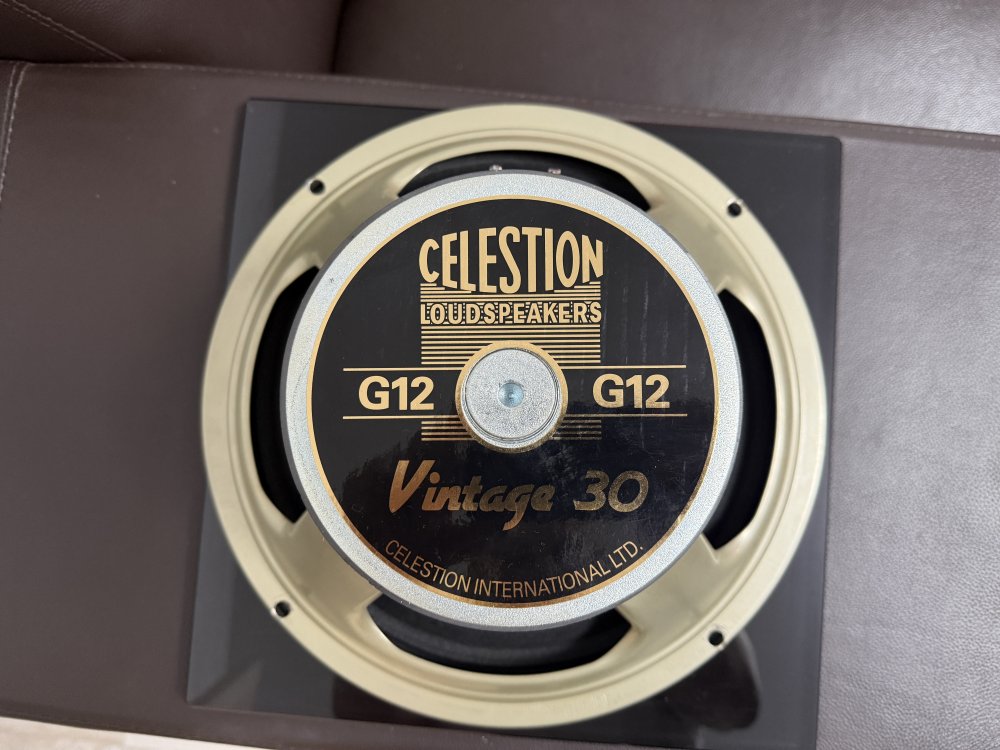 CELESTION
LOUDSPEAKERS
G12 G12
Vintage 30
CELESTION INTERNATIONAL LTD.